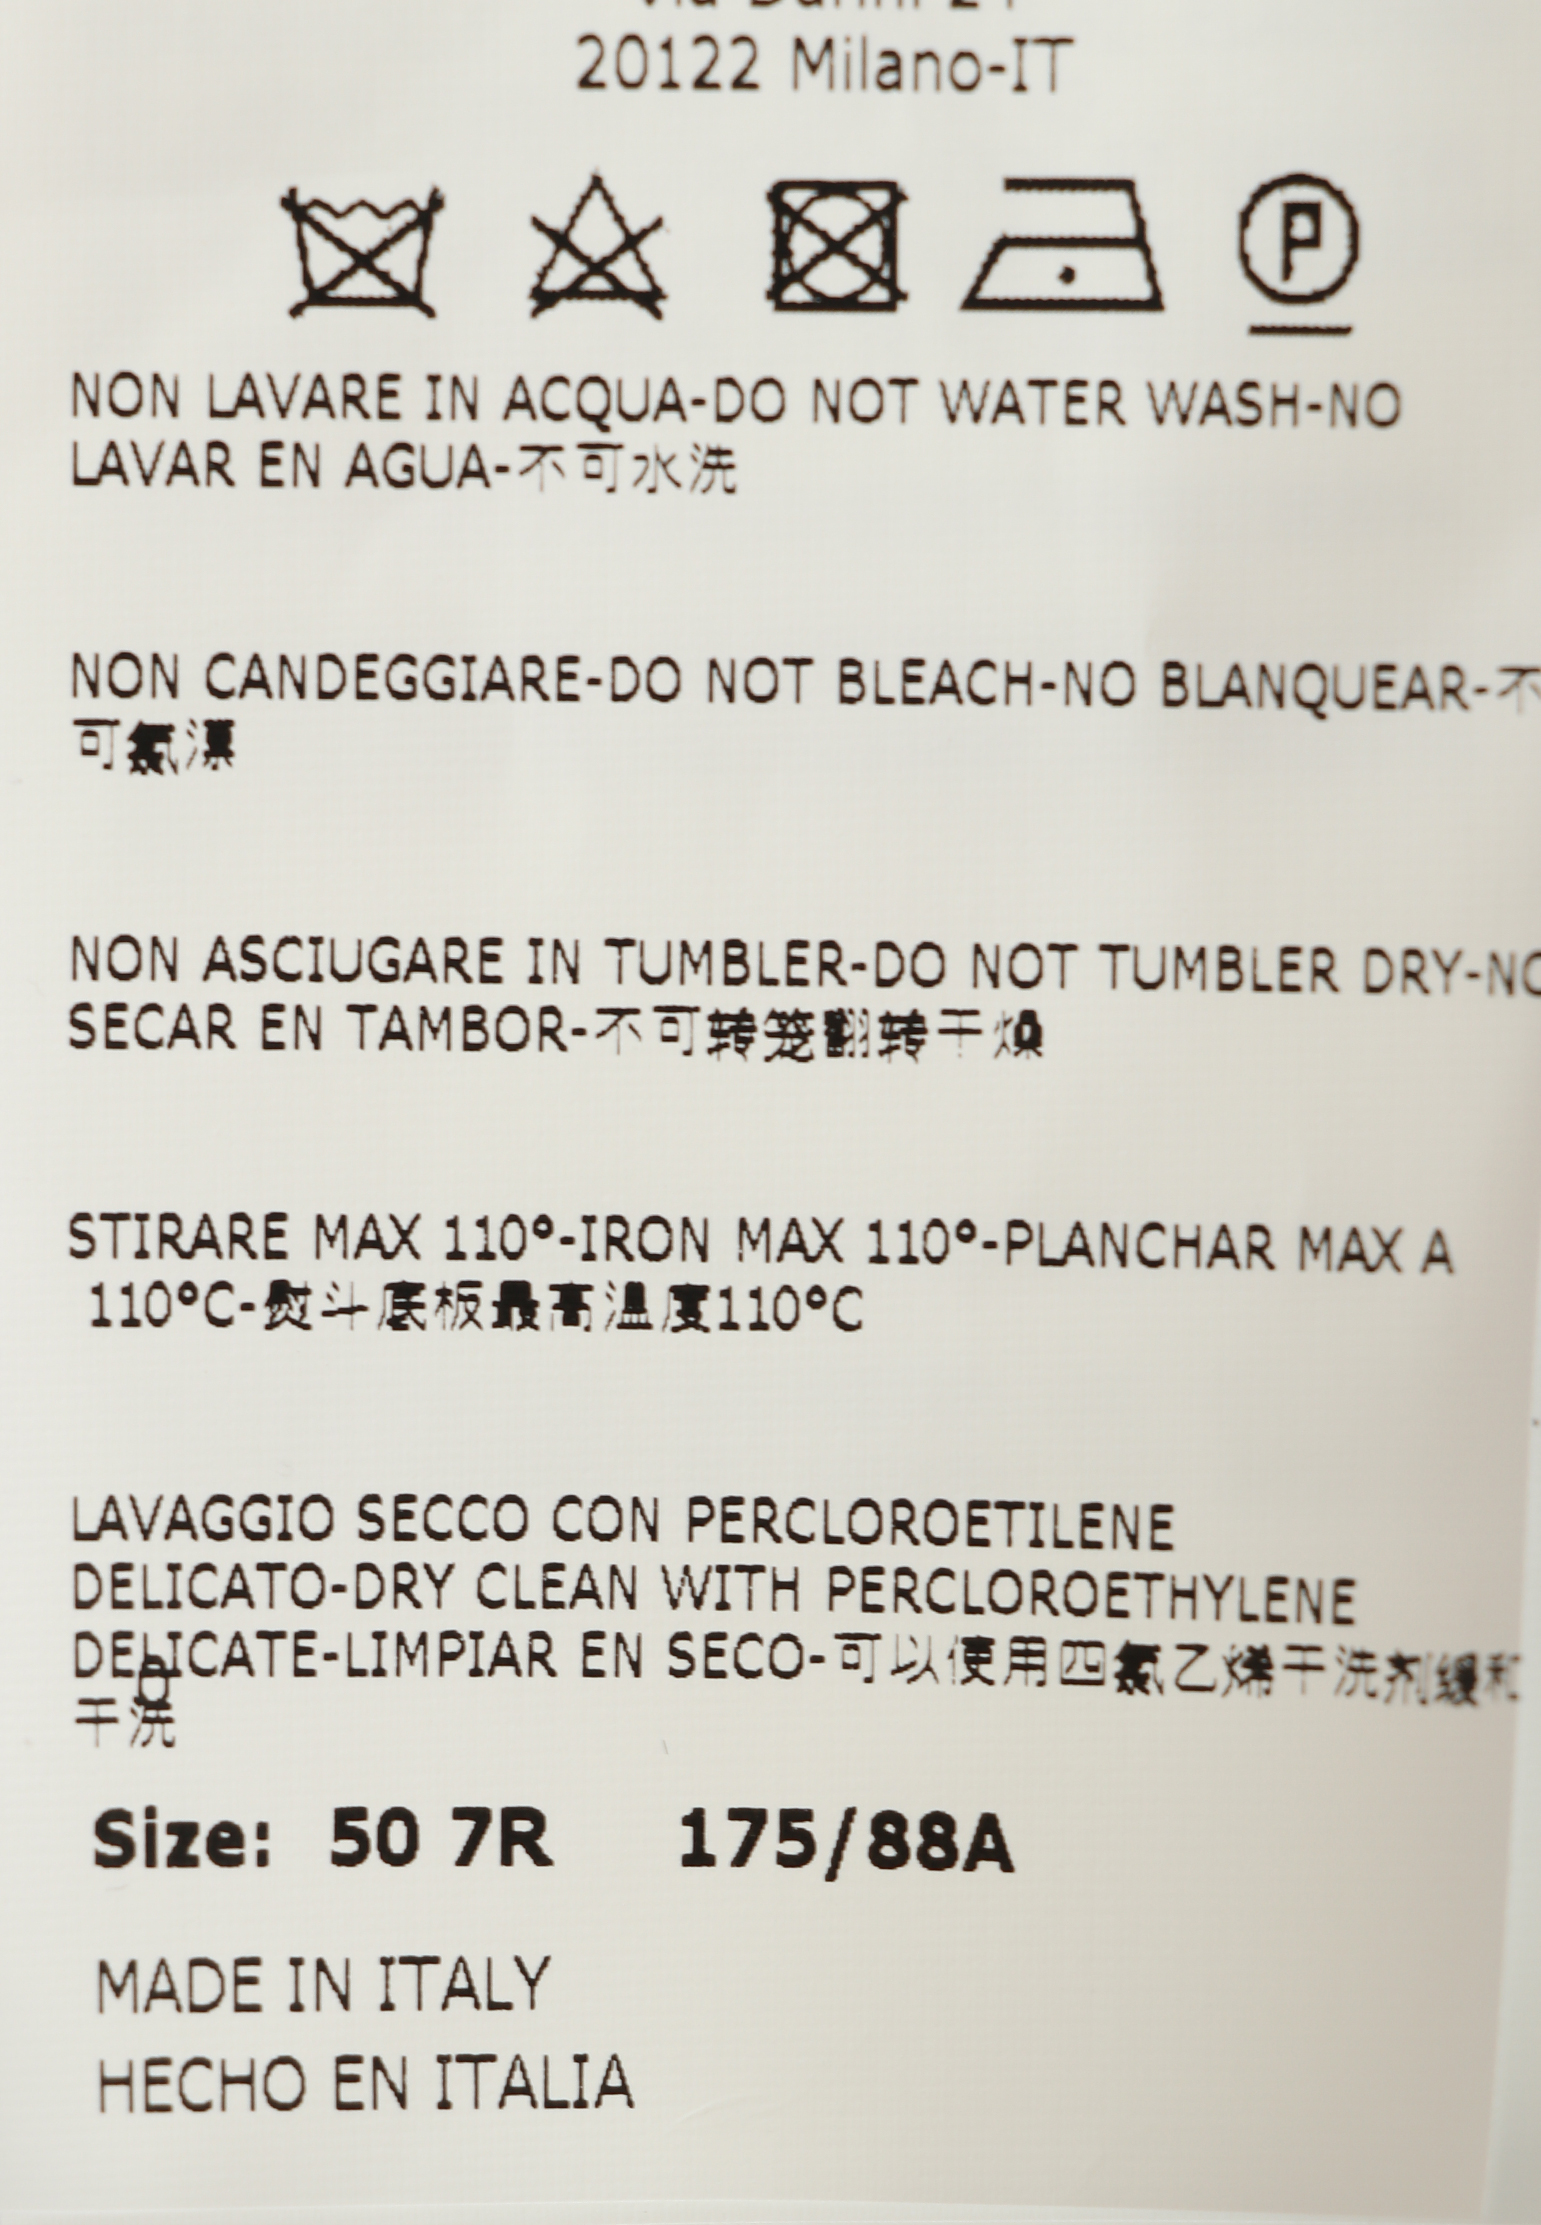 20122 Milano-IT
P
NON LAVARE IN ACQUA-DO NOT WATER WASH-NO
LAVAR EN AGUA-不可水洗
NON CANDEGGIARE-DO NOT BLEACH-NO BLANQUEAR-不
可氯漂
NON ASCIUGARE IN TUMBLER-DO NOT TUMBLER DRY-NO
SECAR EN TAMBOR-不可转笼翻转干燥
STIRARE MAX 110°-IRON MAX 110°-PLANCHAR MAX A
110°C-熨斗底板最高温度110°C
LAVAGGIO SECCO CON PERCLOROETILENE
DELICATO-DRY CLEAN WITH PERCLOROETHYLENE
DELICATE-LIMPIAR EN SECO-可以使用四氯乙烯干洗剂缓和
干洗
Size: 50 7R 175/88A
MADE IN ITALY
HECHO EN ITALIA